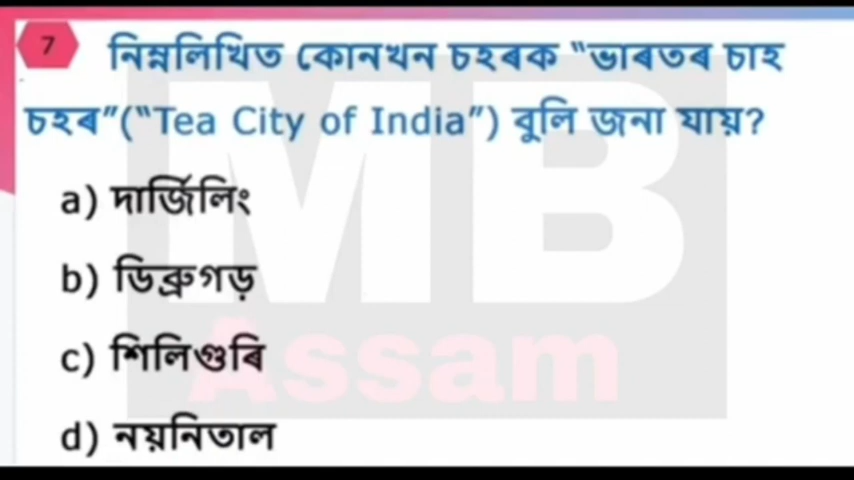 7
নিম্নলিখিত কোনখন চহৰক "ভাৰতৰ চাহ
চহৰ"("Tea City of India") বুলি জনা যায়?
MB
Assam
a) দাৰ্জিলিং
b) ডিব্ৰুগড়
c) শিলিগুৰি
d) নয়নিতাল